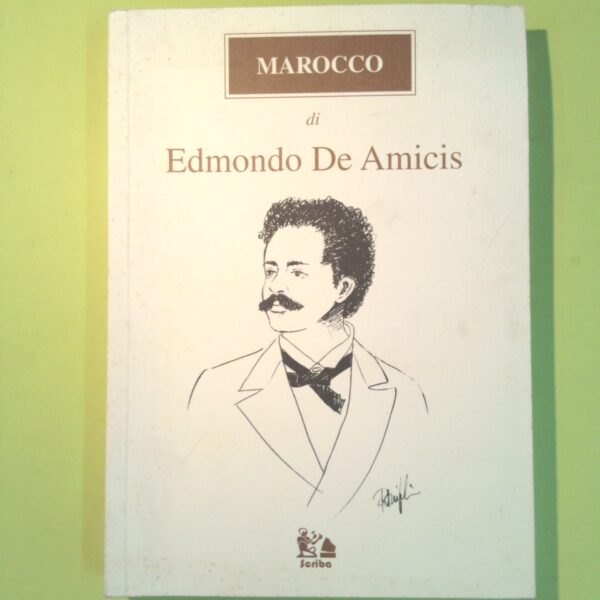 MAROCCO
di
Edmondo De Amicis
Scriba